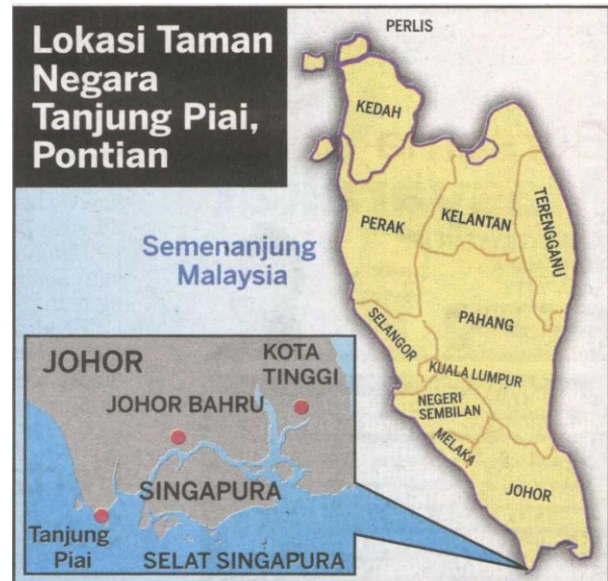 Lokasi Taman
Negara
Tanjung Piai,
Pontian
PERLIS
KEDAH
PERAK
KELANTAN
TERENGGANU
Semenanjung
Malaysia
PAHANG
SELANGOR
KUALA LUMPUR
NEGERI
SEMBILAN
MELAKA
JOHOR
JOHOR
KOTA
TINGGI
JOHOR BAHRU
SINGAPURA
Tanjung
Piai
SELAT SINGAPURA